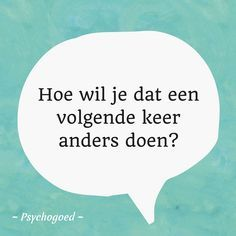 Hoe wil je dat een
volgende keer
anders doen?
~ Psychogoed ~